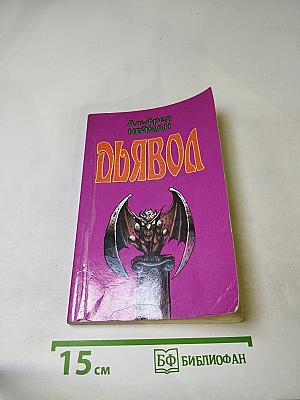 Альфред
НЕЙМАН
ДЬЯВОЛ
15 см
БФ БИБЛИОФАН